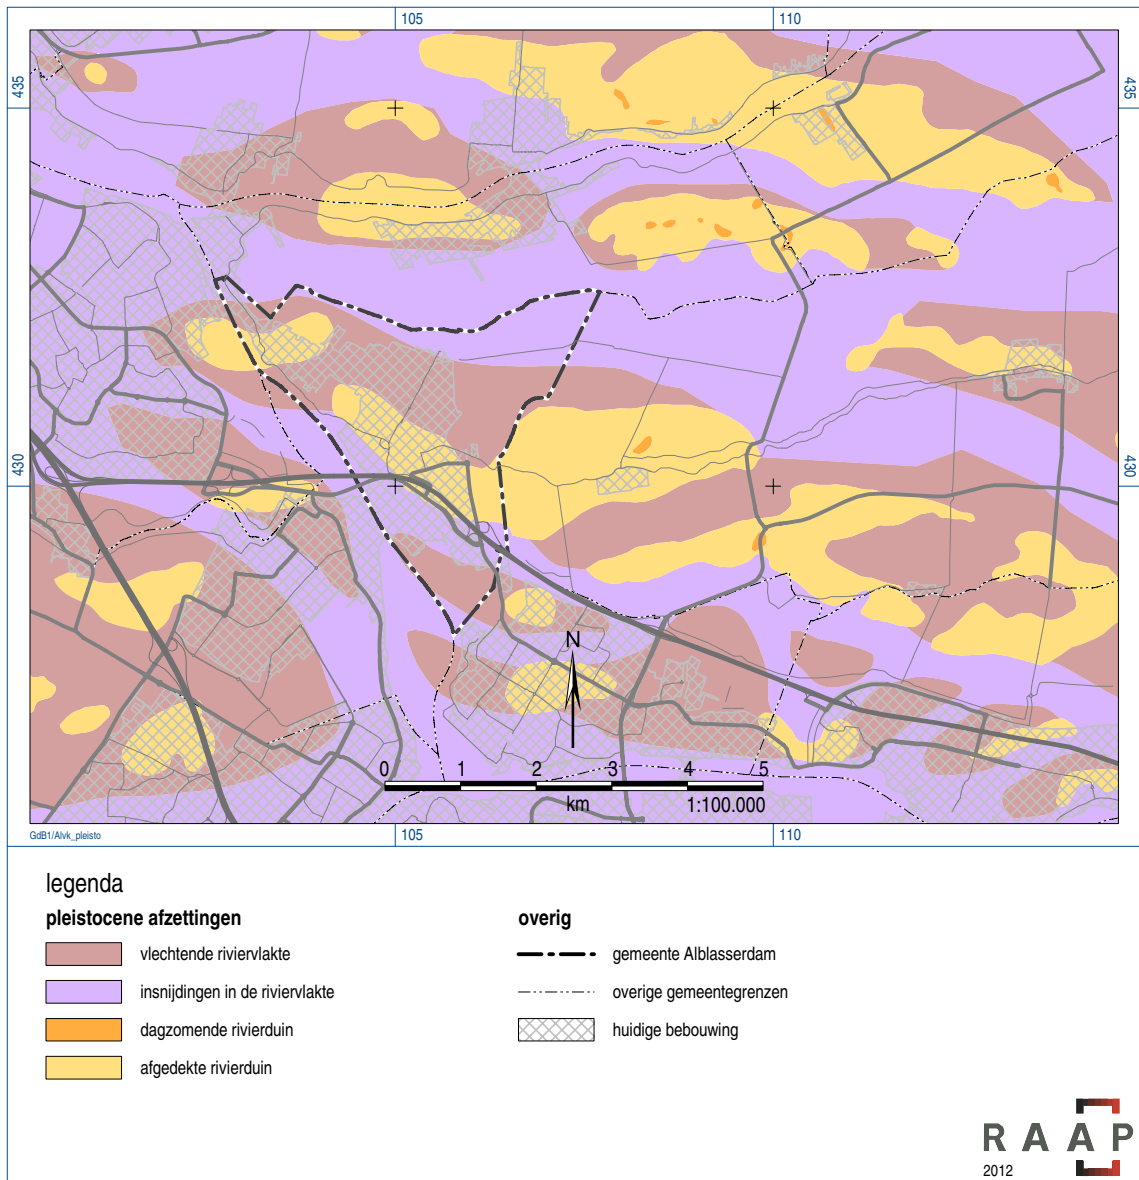 105
110
435
435
430
430
N
0 1 2 3 4 5
km 1:100.000
GdB1/Alvk_pleisto
105
110
legenda
pleistocene afzettingen
vlechtende riviervlakte
insnijdingen in de riviervlakte
dagzomende rivierduin
afgedekte rivierduin
overig
gemeente Alblasserdam
overige gemeentegrenzen
huidige bebouwing
RAAP
2012